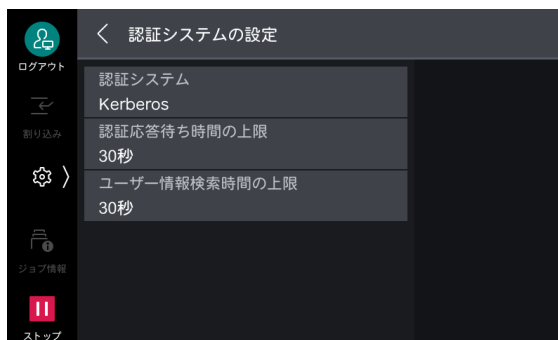 認証システムの設定
ログアウト
認証システム
Kerberos
割り込み
認証応答待ち時間の上限
30秒
ユーザー情報検索時間の上限
30秒
ジョブ情報
ストップ